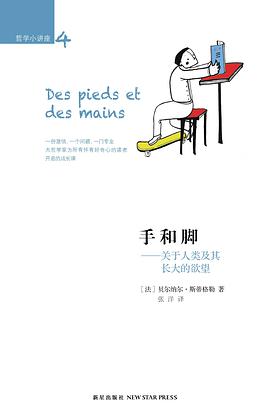 哲学小讲座 4
Des pieds et
des mains
一份激情，一个问题，一门专业
大哲学家为所有怀有好奇心的读者
开启的成长课
手和脚
——关于人类及其
长大的欲望
［法］贝尔纳尔·斯蒂格勒 著
张洋 译
新星出版社 NEW STAR PRESS